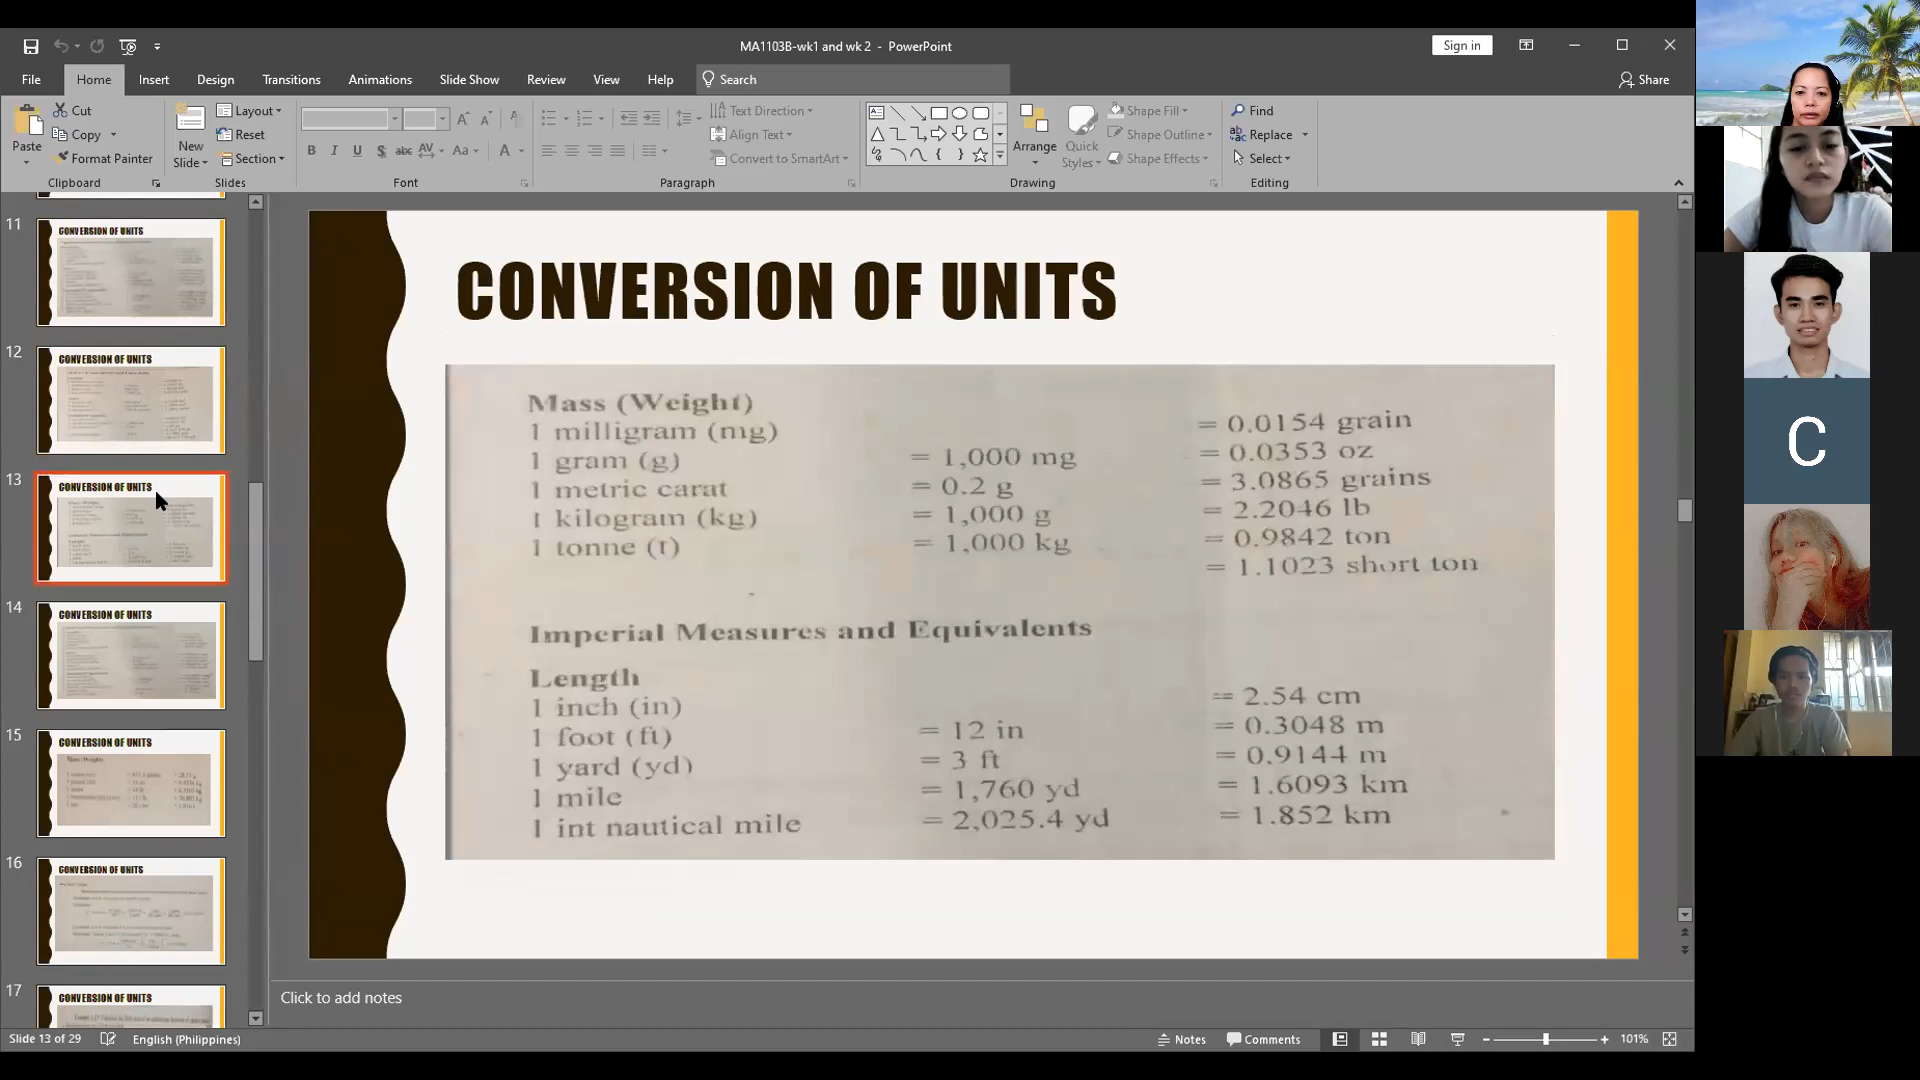 MA1103B-wk1 and wk 2 - PowerPoint
Sign in
File Home Insert Design Transitions Animations Slide Show Review View Help Search Share
Paste
Cut
Copy
Format Painter
Clipboard
New Slide
Layout
Reset
Section
Slides
B I U S abc AV Aa A
Font
Text Direction
Align Text
Convert to SmartArt
Paragraph
Arrange
Quick Styles
Shape Fill
Shape Outline
Shape Effects
Drawing
Find
Replace
Select
Editing
11
CONVERSION OF UNITS
12
CONVERSION OF UNITS
13
CONVERSION OF UNITS
14
CONVERSION OF UNITS
15
CONVERSION OF UNITS
16
CONVERSION OF UNITS
17
CONVERSION OF UNITS
CONVERSION OF UNITS
Mass (Weight)
1 milligram (mg) = 0.0154 grain
1 gram (g) = 1,000 mg = 0.0353 oz
1 metric carat = 0.2 g = 3.0865 grains
1 kilogram (kg) = 1,000 g = 2.2046 lb
1 tonne (t) = 1,000 kg = 0.9842 ton
= 1.1023 short ton
Imperial Measures and Equivalents
Length
1 inch (in) = 2.54 cm
1 foot (ft) = 12 in = 0.3048 m
1 yard (yd) = 3 ft = 0.9144 m
1 mile = 1,760 yd = 1.6093 km
1 int nautical mile = 2,025.4 yd = 1.852 km
C
Click to add notes
Slide 13 of 29 English (Philippines) Notes Comments 101%